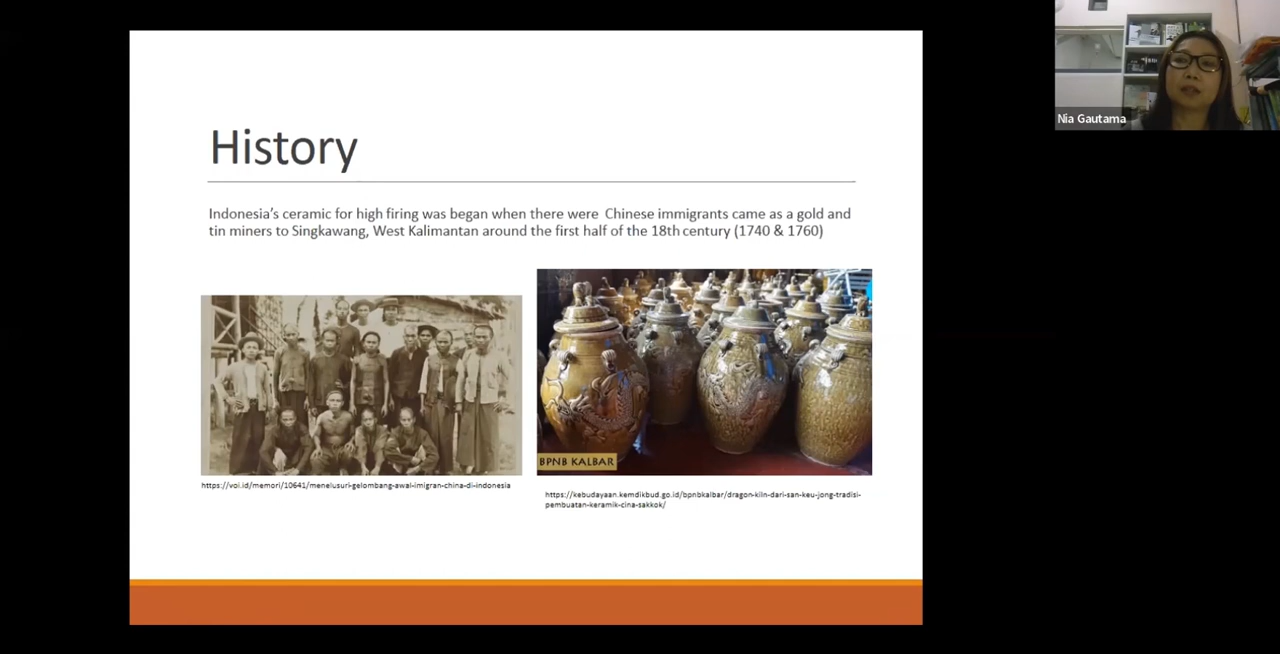 Nia Gautama
History
Indonesia's ceramic for high firing was began when there were Chinese immigrants came as a gold and
tin miners to Singkawang, West Kalimantan around the first half of the 18th century (1740 & 1760)
BPNB KALBAR
https://voi.id/memori/10641/menelusuri-gelombang-awal-imigran-china-di-indonesia
https://kebudayaan.kemdikbud.go.id/bpnbkalbar/dragon-kiln-dari-san-keu-jong-tradisi-
pembuatan-keramik-cina-sakkok/